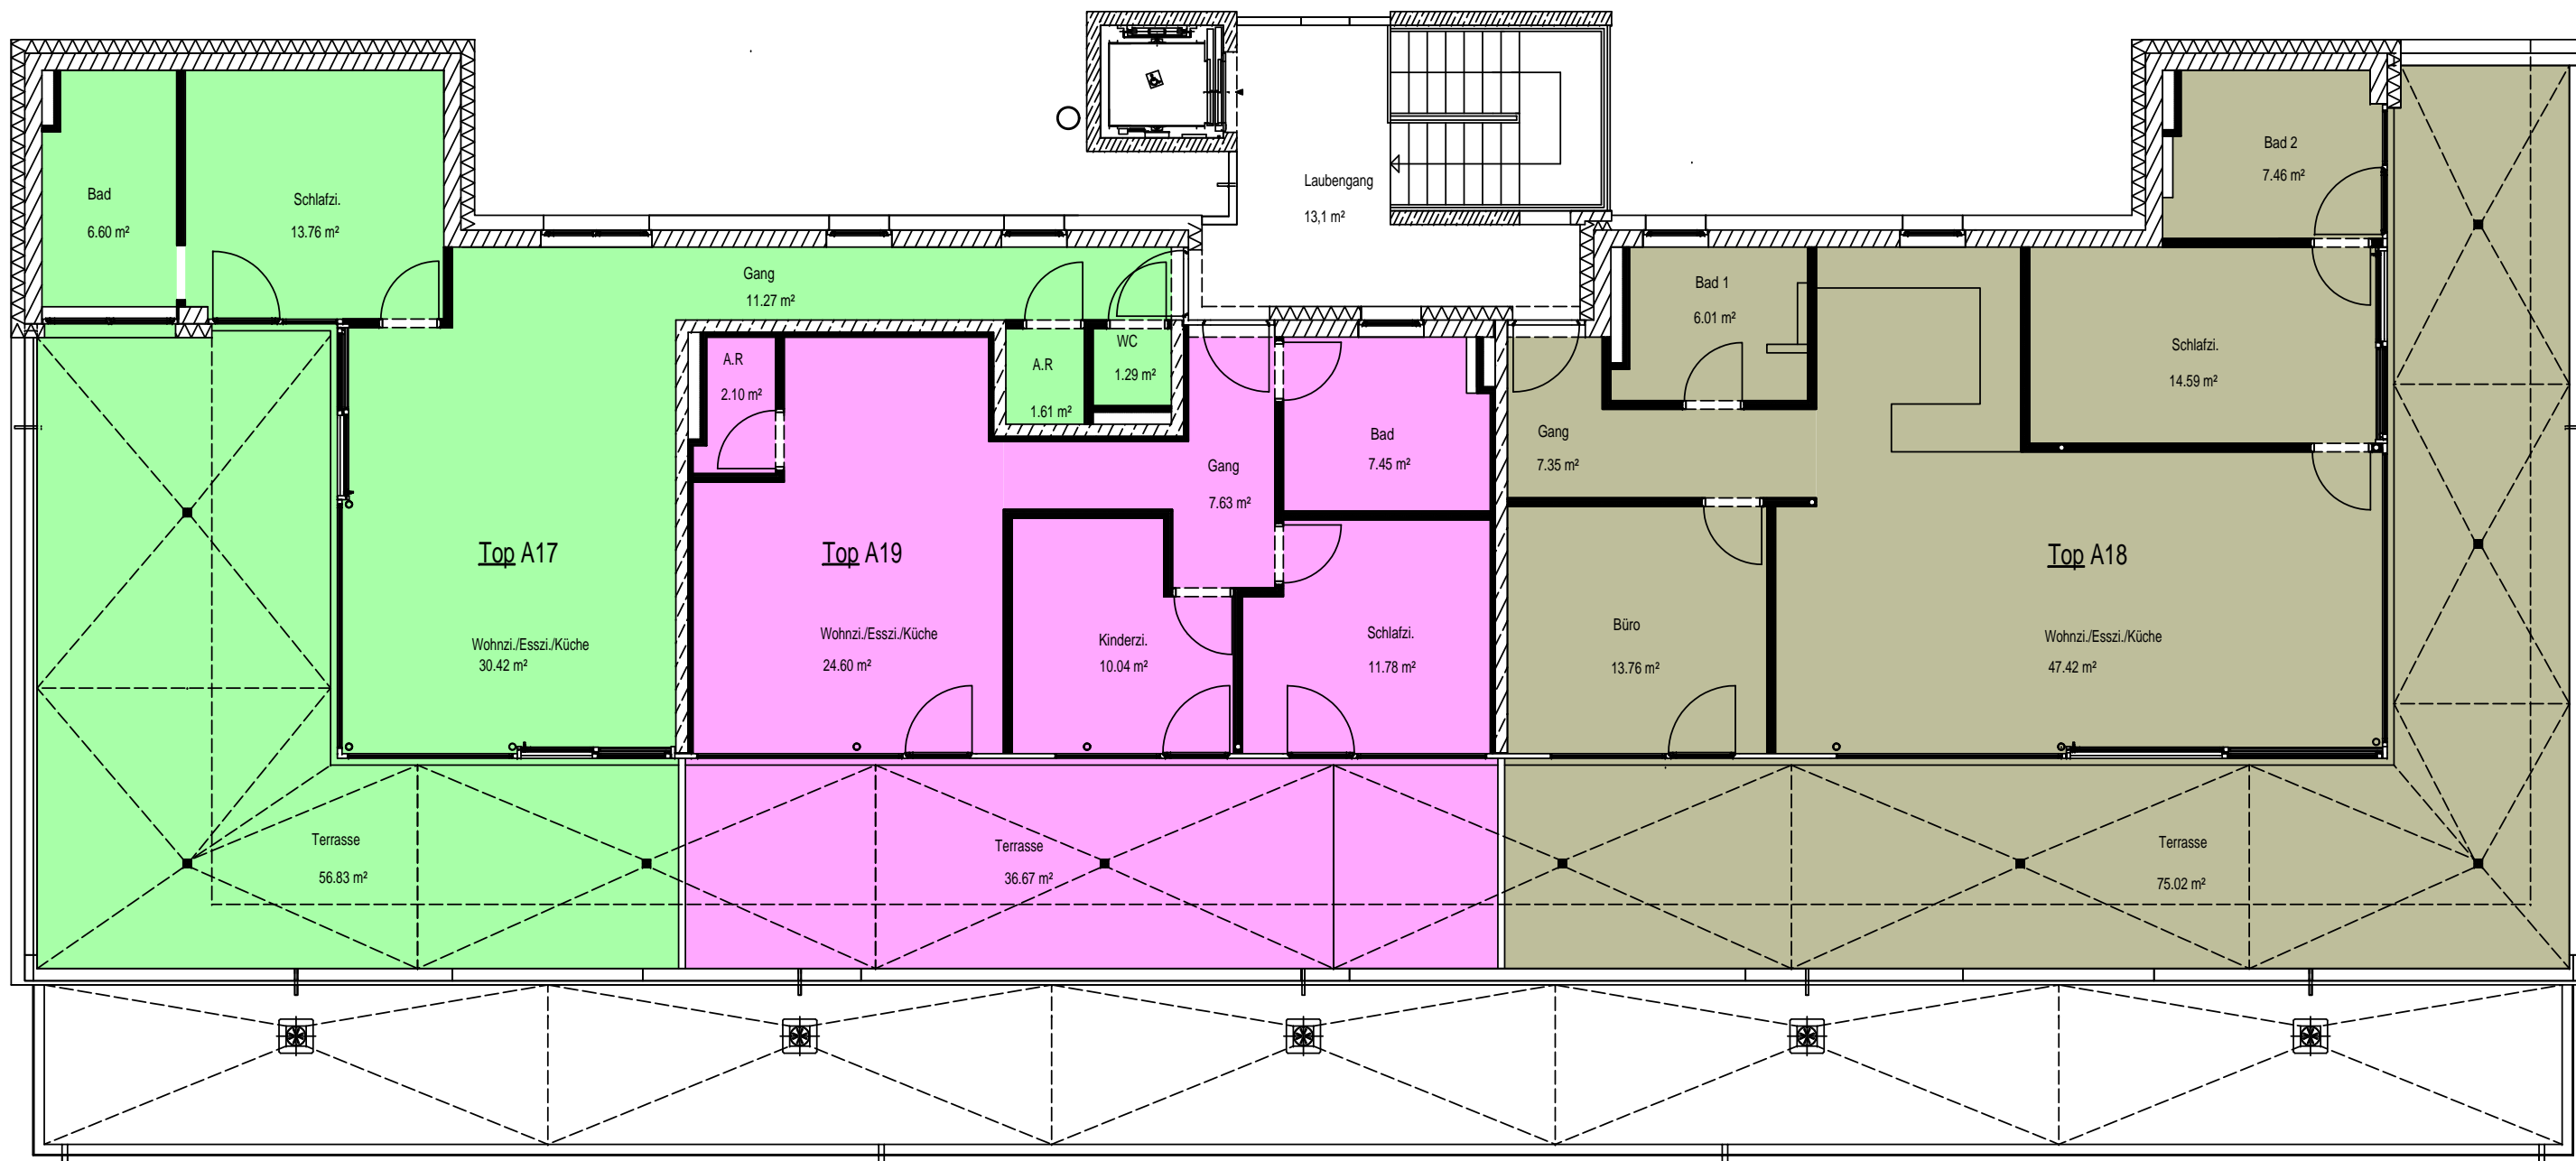 Bad
6.60 m²
Schlafzi.
13.76 m²
Gang
11.27 m²
A.R
1.61 m²
WC
1.29 m²
Top A17
Wohnzi./Esszi./Küche
30.42 m²
Terrasse
56.83 m²
A.R
2.10 m²
Top A19
Wohnzi./Esszi./Küche
24.60 m²
Kinderzi.
10.04 m²
Gang
7.63 m²
Bad
7.45 m²
Schlafzi.
11.78 m²
Terrasse
36.67 m²
Laubengang
13,1 m²
Bad 1
6.01 m²
Gang
7.35 m²
Büro
13.76 m²
Bad 2
7.46 m²
Schlafzi.
14.59 m²
Top A18
Wohnzi./Esszi./Küche
47.42 m²
Terrasse
75.02 m²